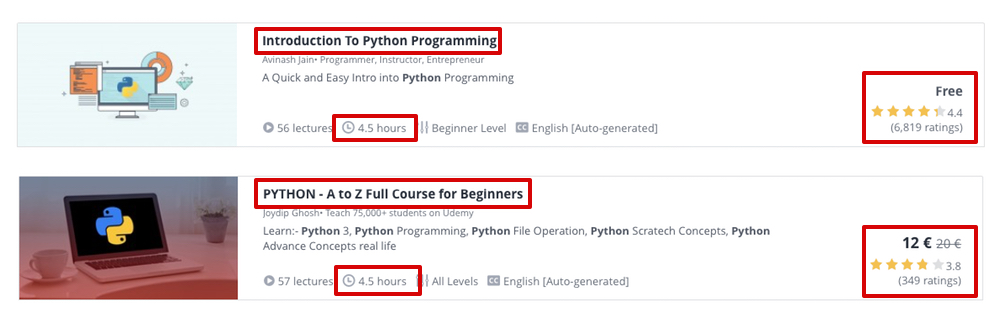 Introduction To Python Programming
Avinash Jain• Programmer, Instructor, Entrepreneur
A Quick and Easy Intro into Python Programming
56 lectures 4.5 hours Beginner Level CC English [Auto-generated]
Free
4.4
(6,819 ratings)
PYTHON - A to Z Full Course for Beginners
Joydip Ghosh• Teach 75,000+ students on Udemy
Learn:- Python 3, Python Programming, Python File Operation, Python Scratech Concepts, Python
Advance Concepts real life
57 lectures 4.5 hours All Levels CC English [Auto-generated]
12 € 20 €
3.8
(349 ratings)